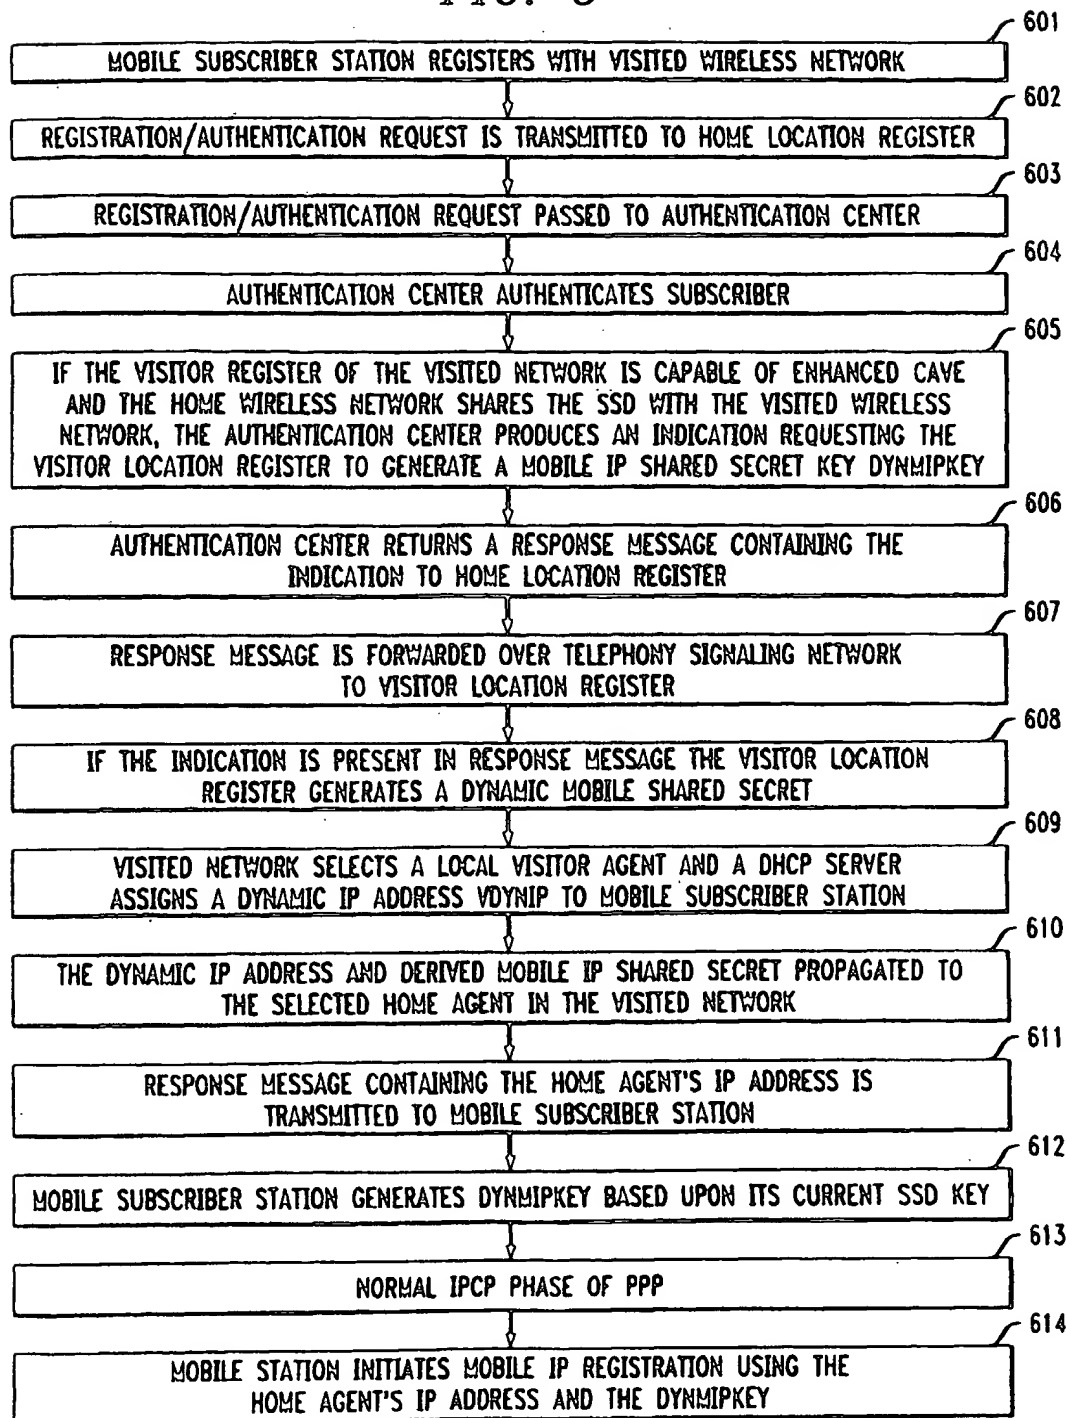 601
MOBILE SUBSCRIBER STATION REGISTERS WITH VISITED WIRELESS NETWORK
602
REGISTRATION/AUTHENTICATION REQUEST IS TRANSMITTED TO HOME LOCATION REGISTER
603
REGISTRATION/AUTHENTICATION REQUEST PASSED TO AUTHENTICATION CENTER
604
AUTHENTICATION CENTER AUTHENTICATES SUBSCRIBER
605
IF THE VISITOR REGISTER OF THE VISITED NETWORK IS CAPABLE OF ENHANCED CAVE
AND THE HOME WIRELESS NETWORK SHARES THE SSD WITH THE VISITED WIRELESS
NETWORK, THE AUTHENTICATION CENTER PRODUCES AN INDICATION REQUESTING THE
VISITOR LOCATION REGISTER TO GENERATE A MOBILE IP SHARED SECRET KEY DYNMIPKEY
606
AUTHENTICATION CENTER RETURNS A RESPONSE MESSAGE CONTAINING THE
INDICATION TO HOME LOCATION REGISTER
607
RESPONSE MESSAGE IS FORWARDED OVER TELEPHONY SIGNALING NETWORK
TO VISITOR LOCATION REGISTER
608
IF THE INDICATION IS PRESENT IN RESPONSE MESSAGE THE VISITOR LOCATION
REGISTER GENERATES A DYNAMIC MOBILE SHARED SECRET
609
VISITED NETWORK SELECTS A LOCAL VISITOR AGENT AND A DHCP SERVER
ASSIGNS A DYNAMIC IP ADDRESS VDYNIP TO MOBILE SUBSCRIBER STATION
610
THE DYNAMIC IP ADDRESS AND DERIVED MOBILE IP SHARED SECRET PROPAGATED TO
THE SELECTED HOME AGENT IN THE VISITED NETWORK
611
RESPONSE MESSAGE CONTAINING THE HOME AGENT'S IP ADDRESS IS
TRANSMITTED TO MOBILE SUBSCRIBER STATION
612
MOBILE SUBSCRIBER STATION GENERATES DYNMIPKEY BASED UPON ITS CURRENT SSD KEY
613
NORMAL IPCP PHASE OF PPP
614
MOBILE STATION INITIATES MOBILE IP REGISTRATION USING THE
HOME AGENT'S IP ADDRESS AND THE DYNMIPKEY